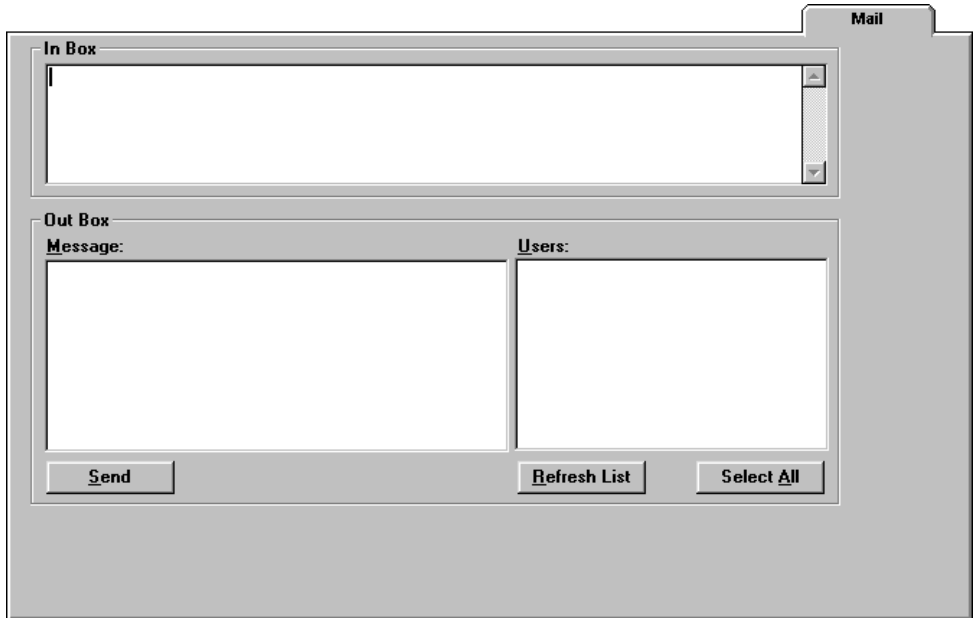 Mail
In Box
Out Box
Message:
Users:
Send
Refresh List
Select All